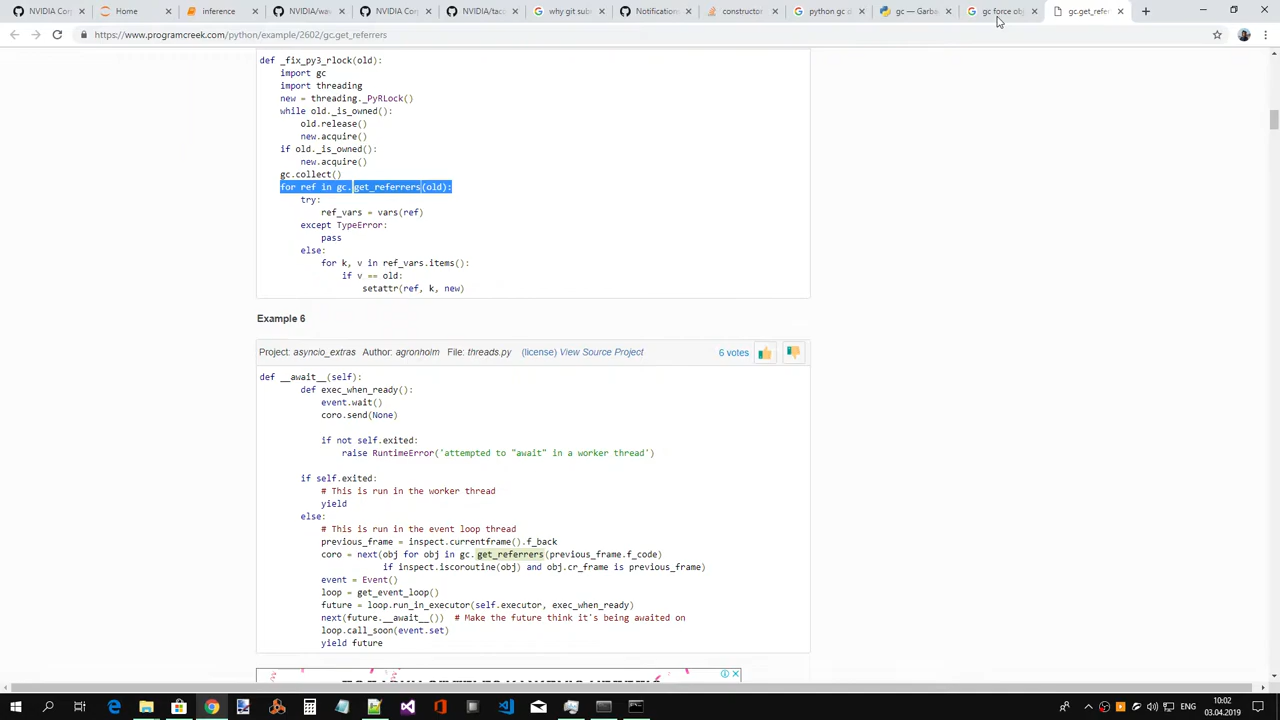 NVIDIA/wav
Home
inference
NVIDIA Cor
NVIDIA Cor
NVIDIA/tac
why git sub
Notification
constructor
python gc d
gc — Garba
gc force obj
gc.get_refer
https://www.programcreek.com/python/example/2602/gc.get_referrers
def _fix_py3_rlock(old):
import gc
import threading
new = threading._PyRLock()
while old._is_owned():
old.release()
new.acquire()
if old._is_owned():
new.acquire()
gc.collect()
for ref in gc.get_referrers(old):
try:
ref_vars = vars(ref)
except TypeError:
pass
else:
for k, v in ref_vars.items():
if v == old:
setattr(ref, k, new)
Example 6
Project: asyncio_extras Author: agronholm File: threads.py (license) View Source Project 6 votes
def __await__(self):
def exec_when_ready():
event.wait()
coro.send(None)
if not self.exited:
raise RuntimeError('attempted to "await" in a worker thread')
if self.exited:
# This is run in the worker thread
yield
else:
# This is run in the event loop thread
previous_frame = inspect.currentframe().f_back
coro = next(obj for obj in gc.get_referrers(previous_frame.f_code)
if inspect.iscoroutine(obj) and obj.cr_frame is previous_frame)
event = Event()
loop = get_event_loop()
future = loop.run_in_executor(self.executor, exec_when_ready)
next(future.__await__()) # Make the future think it's being awaited on
loop.call_soon(event.set)
yield future
ENG
10:02
03.04.2019